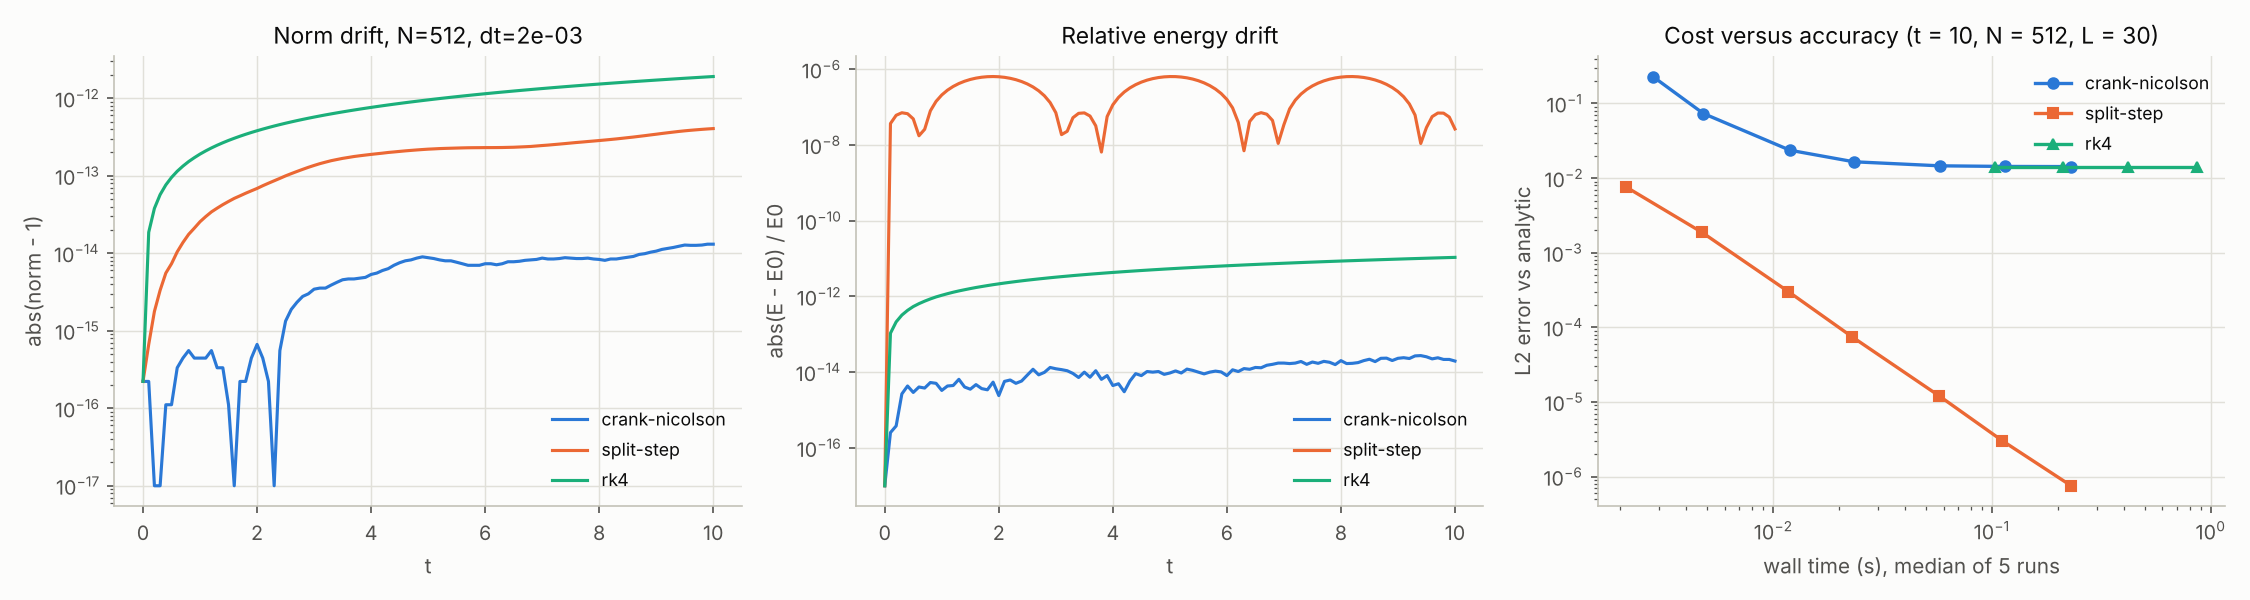 Norm drift, N=512, dt=2e-03
abs(norm - 1)
10−12
10−13
10−14
10−15
10−16
10−17
0 2 4 6 8 10
t
crank-nicolson
split-step
rk4
Relative energy drift
abs(E - E0) / E0
10−6
10−8
10−10
10−12
10−14
10−16
0 2 4 6 8 10
t
crank-nicolson
split-step
rk4
Cost versus accuracy (t = 10, N = 512, L = 30)
L2 error vs analytic
10−1
10−2
10−3
10−4
10−5
10−6
10−2 10−1 100
wall time (s), median of 5 runs
crank-nicolson
split-step
rk4